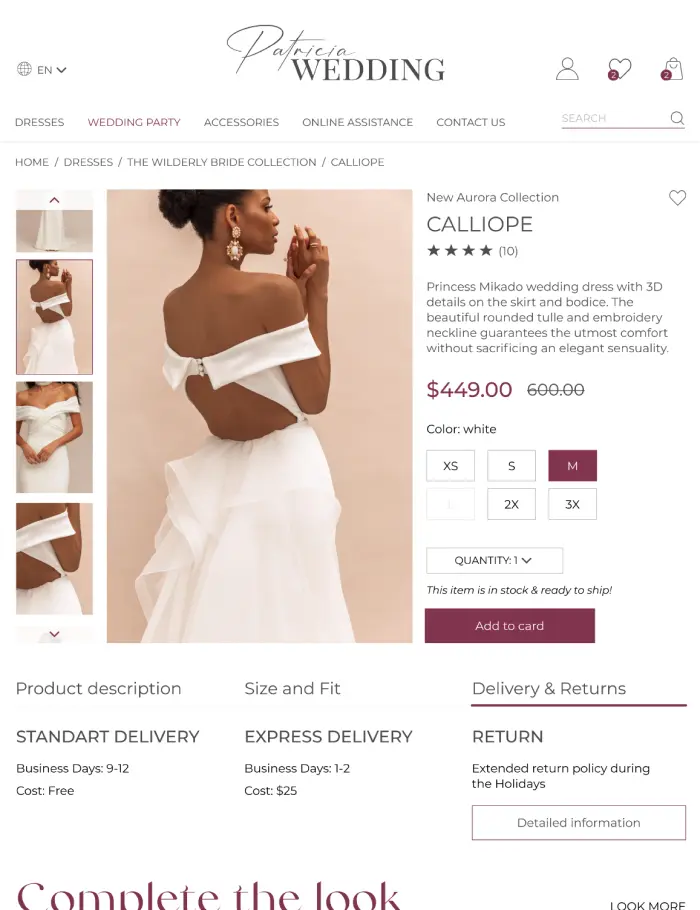 Patricia
WEDDING
EN
2
2
DRESSES WEDDING PARTY ACCESSORIES ONLINE ASSISTANCE CONTACT US
SEARCH
HOME / DRESSES / THE WILDERLY BRIDE COLLECTION / CALLIOPE
New Aurora Collection
CALLIOPE
(10)
Princess Mikado wedding dress with 3D
details on the skirt and bodice. The
beautiful rounded tulle and embroidery
neckline guarantees the utmost comfort
without sacrificing an elegant sensuality.
$449.00 600.00
Color: white
XS S M
L 2X 3X
QUANTITY: 1
This item is in stock & ready to ship!
Add to card
Product description Size and Fit Delivery & Returns
STANDART DELIVERY
Business Days: 9-12
Cost: Free
EXPRESS DELIVERY
Business Days: 1-2
Cost: $25
RETURN
Extended return policy during
the Holidays
Detailed information
Complete the look
LOOK MORE